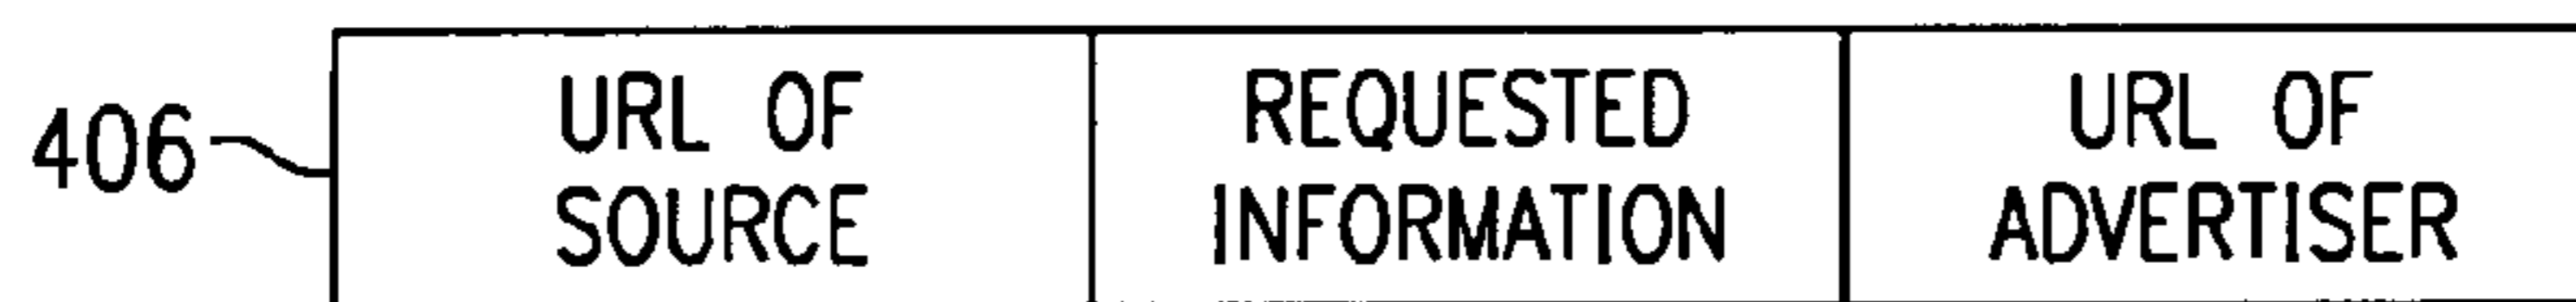 406
URL OF
SOURCE
REQUESTED
INFORMATION
URL OF
ADVERTISER